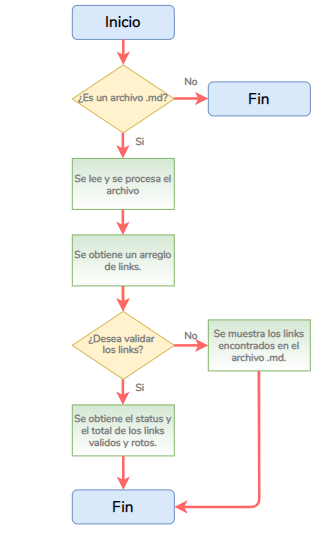 Inicio
¿Es un archivo .md?
No
Fin
Si
Se lee y se procesa el
archivo
Se obtiene un arreglo
de links.
¿Desea validar
los links?
No
Se muestra los links
encontrados en el
archivo .md.
Si
Se obtiene el status y
el total de los links
validos y rotos.
Fin